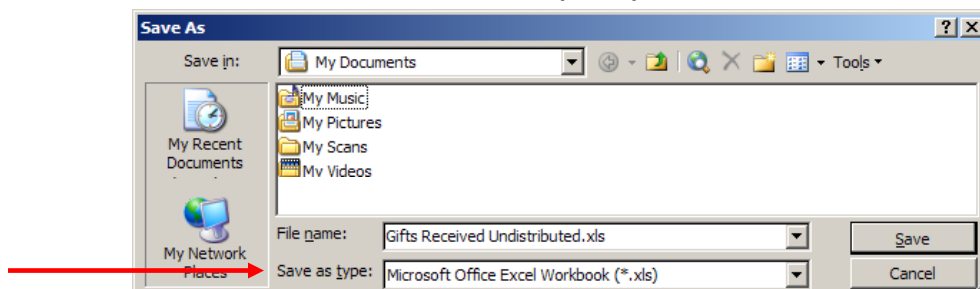 Save As
Save in: My Documents Tools
My Music
My Pictures
My Scans
My Videos
My Recent
Documents
My Network
Places
File name: Gifts Received Undistributed.xls Save
Save as type: Microsoft Office Excel Workbook (*.xls) Cancel